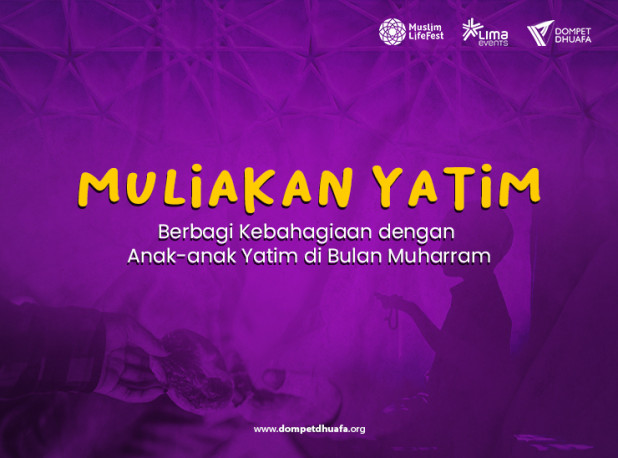 Muslim
LifeFest
Lima
events
DOMPET
DHUAFA
MULiAKAN YATiM
Berbagi Kebahagiaan dengan
Anak-anak Yatim di Bulan Muharram
www.dompetdhuafa.org